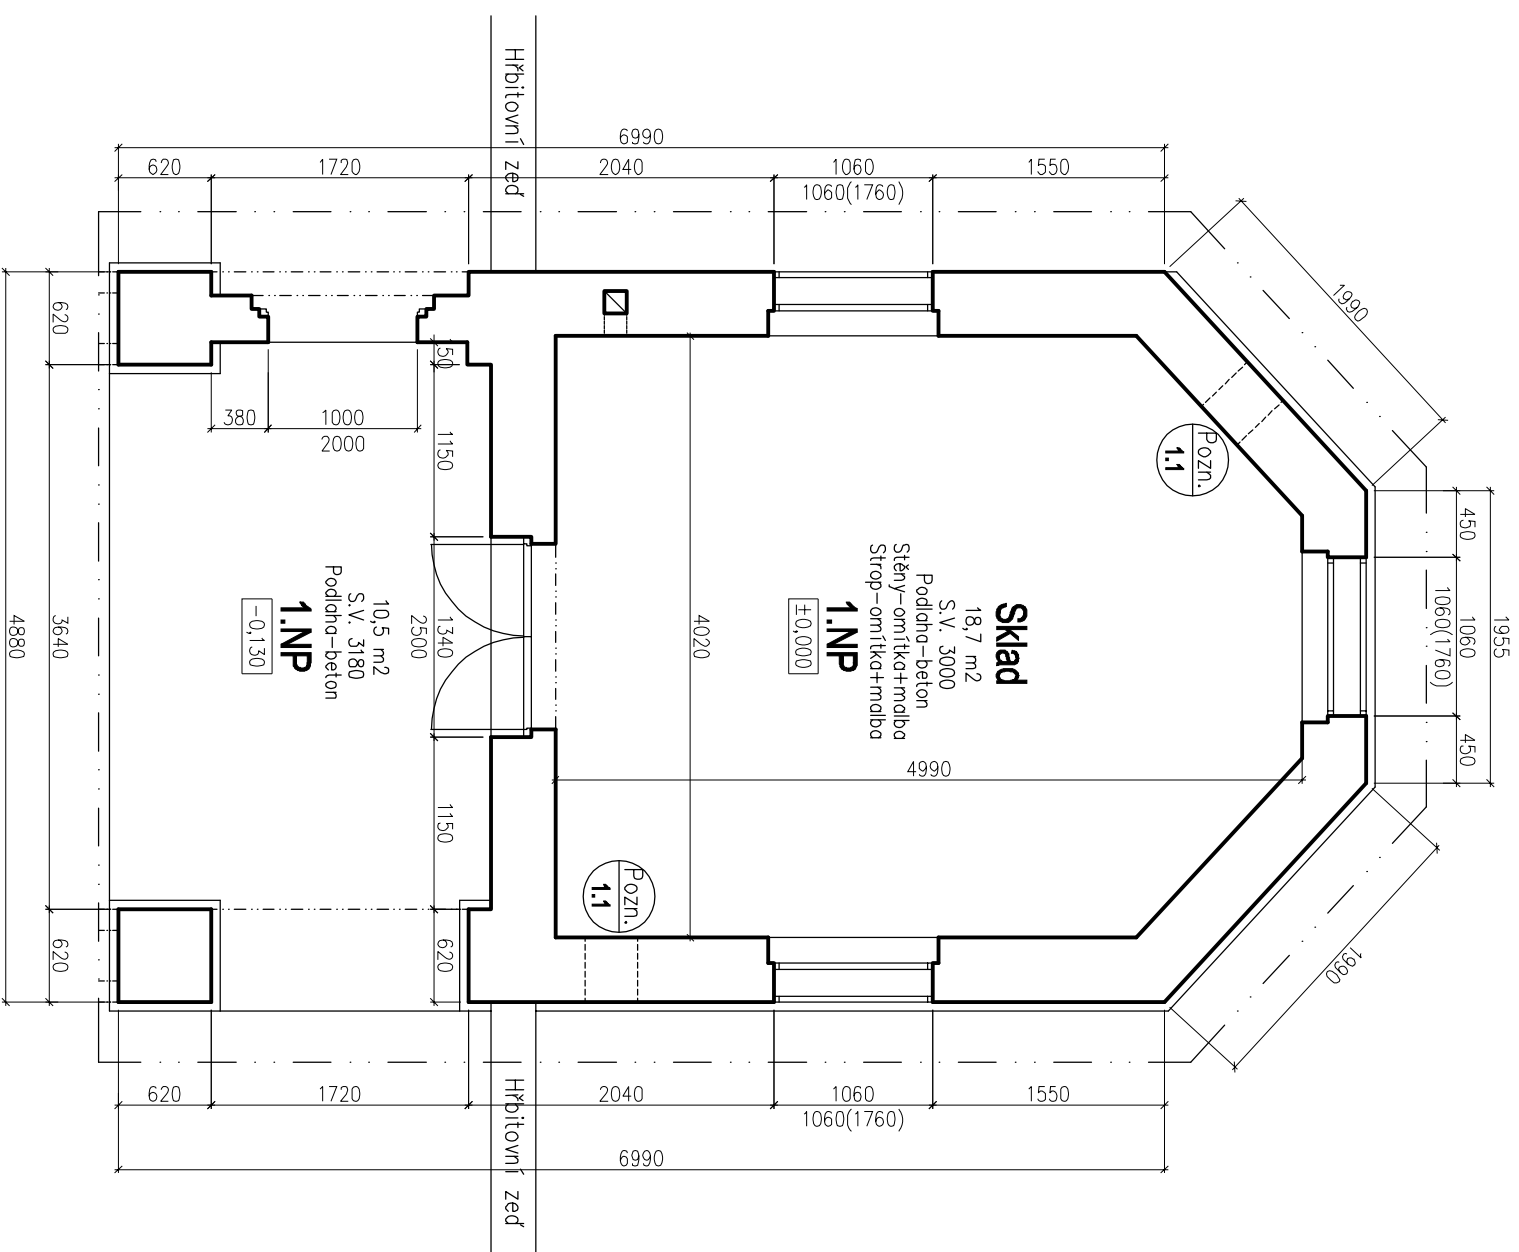 Hřbitovní zeď
6990
620
1720
2040
1060
1060(1760)
1550
1990
450
1060
1060(1760)
450
1955
1990
Pozn.
1.1
Sklad
18,7 m2
S.V. 3000
Podlaha-beton
Stěny-omítka+malba
Strop-omítka+malba
1.NP
±0,000
4990
4020
Pozn.
1.1
380
1000
2000
150
1150
1340
2500
1150
620
10,5 m2
S.V. 3180
Podlaha-beton
1.NP
-0,130
620
3640
620
4880
620
1720
2040
1060
1060(1760)
1550
6990
Hřbitovní zeď